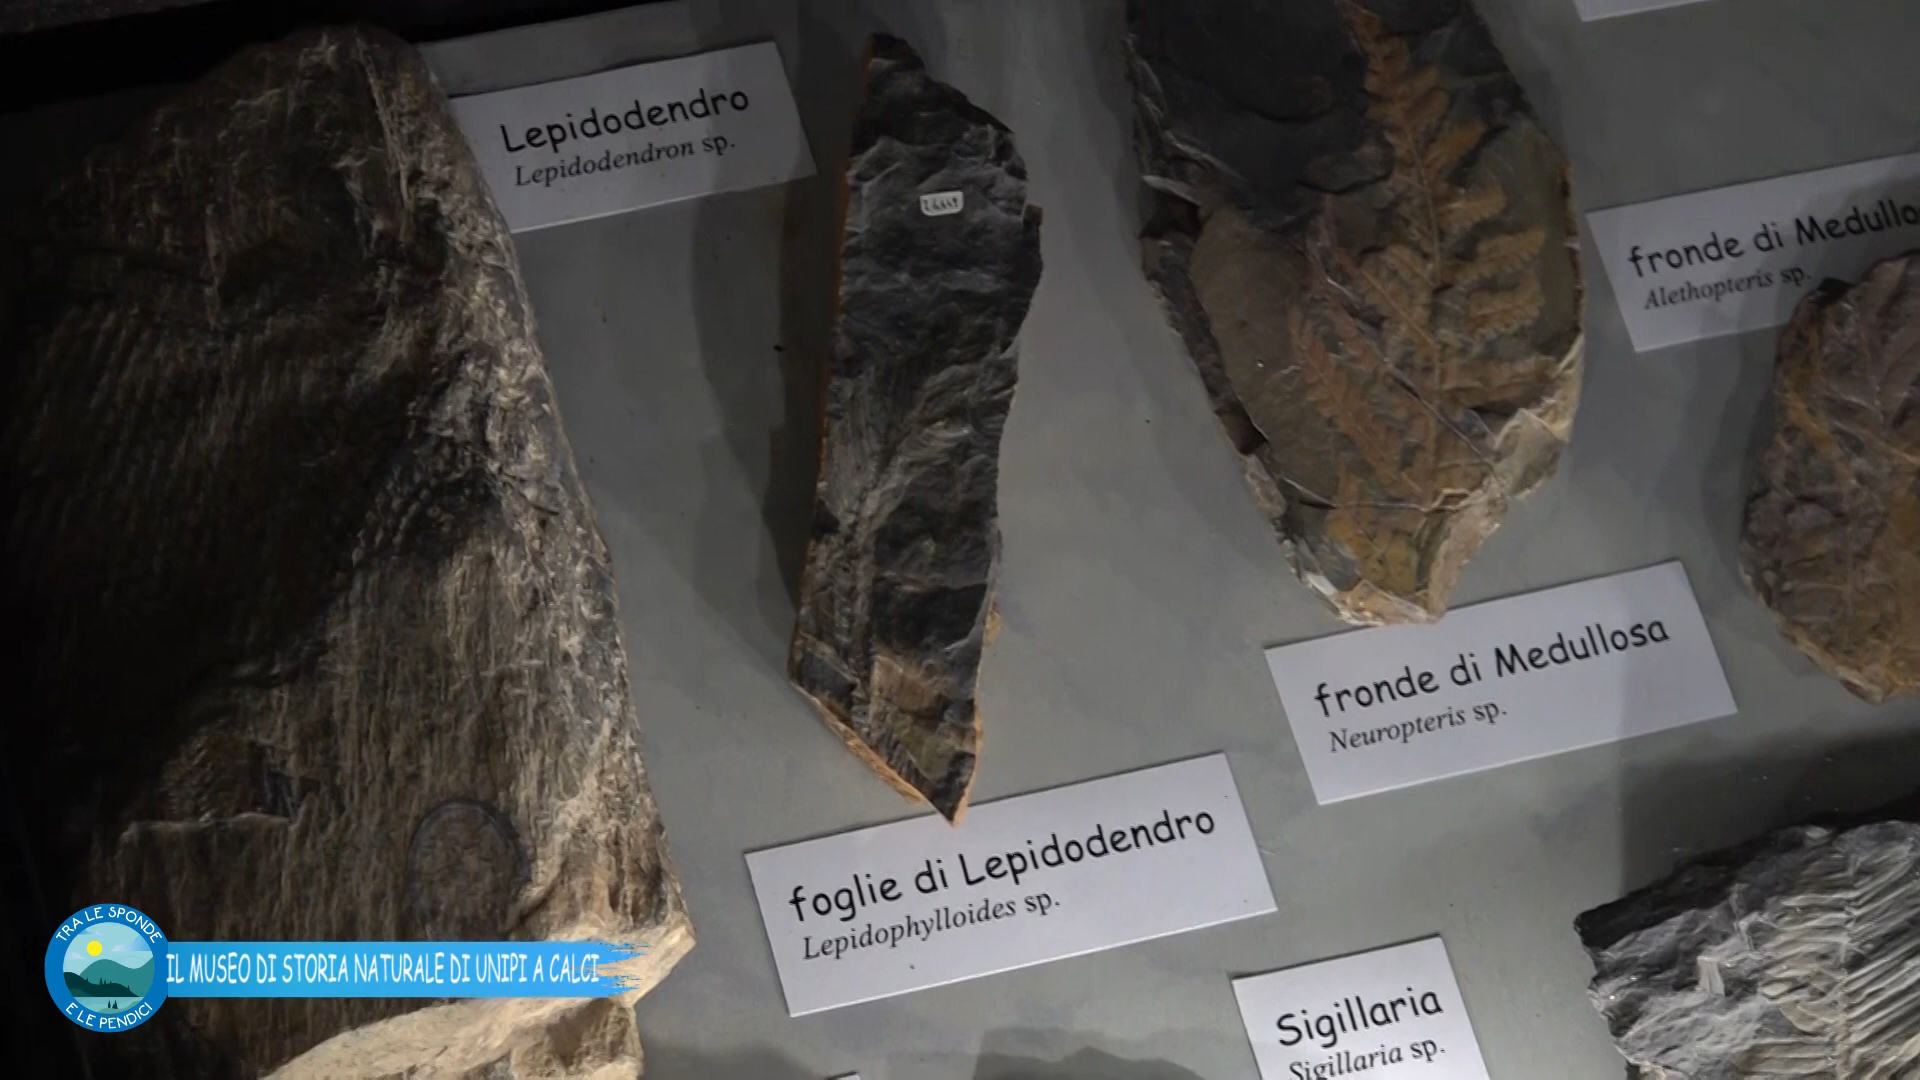 Lepidodendro
Lepidodendron sp.
fronde di Medullo
Alethopteris sp.
fronde di Medullosa
Neuropteris sp.
foglie di Lepidodendro
Lepidophylloides sp.
Sigillaria
Sigillaria sp.
TRA LE SPONDE
E LE PENDICI
IL MUSEO DI STORIA NATURALE DI UNIPI A CALCI